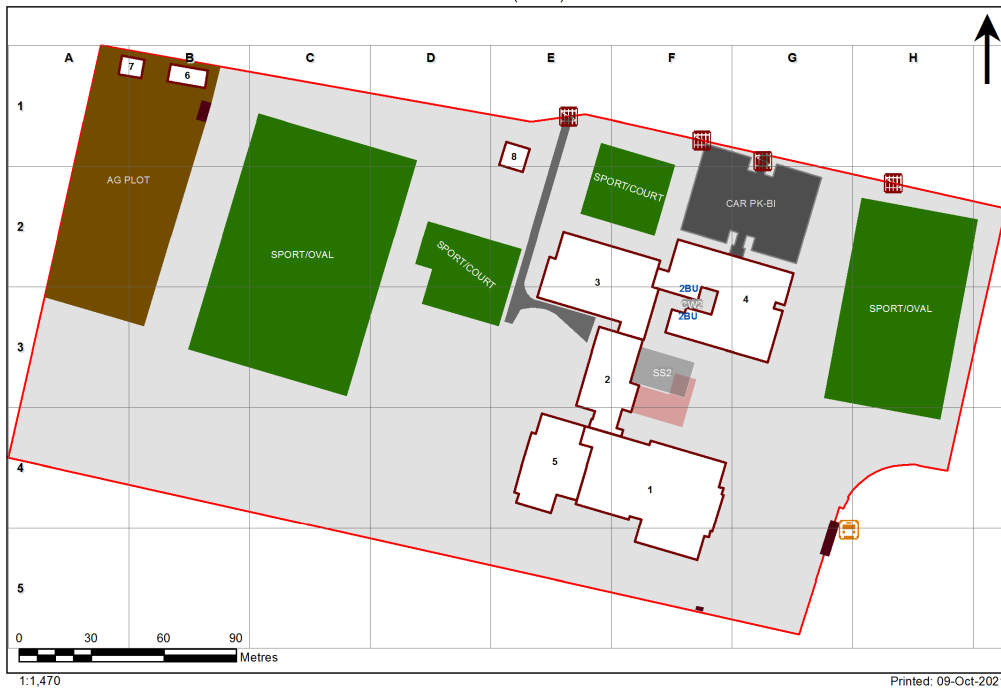 A B C D E F G H
7
6
1
8
AG PLOT
SPORT/COURT
CAR PK-BI
2
SPORT/OVAL
SPORT/COURT
3
2BU
4
CW2
2BU
SPORT/OVAL
3
SS2
2
4
5
1
5
0 30 60 90
Metres
1:1,470
Printed: 09-Oct-202